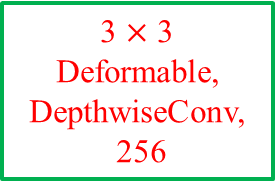 3 × 3
Deformable,
DepthwiseConv,
256